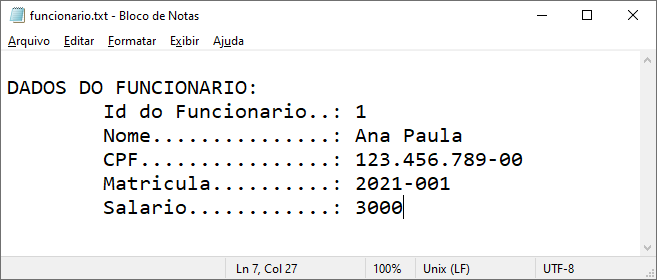 funcionario.txt - Bloco de Notas
Arquivo Editar Formatar Exibir Ajuda
DADOS DO FUNCIONARIO:
Id do Funcionario..: 1
Nome...............: Ana Paula
CPF................: 123.456.789-00
Matricula..........: 2021-001
Salario............: 3000
Ln 7, Col 27 100% Unix (LF) UTF-8